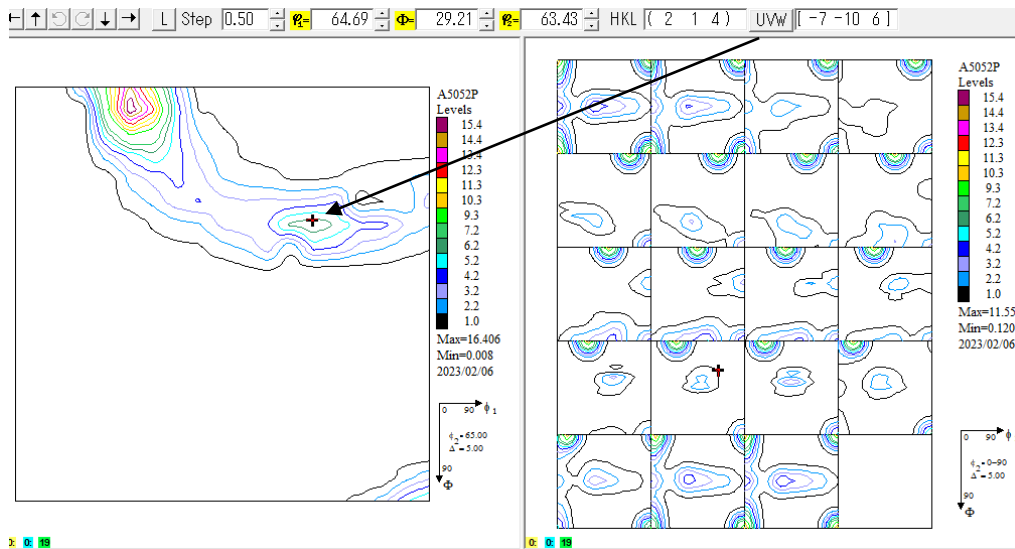 L Step 0.50 φ1= 64.69 Φ= 29.21 φ2= 63.43 HKL ( 2 1 4) UVW [ -7 -10 6]
A5052P
Levels
15.4
14.4
13.4
12.3
11.3
10.3
9.3
7.2
6.2
5.2
4.2
3.2
2.2
1.0
Max=16.406
Min=0.008
2023/02/06
0 90 ϕ1
ϕ2=65.00
Δ=5.00
90
Φ
0: 0: 19
A5052P
Levels
15.4
14.4
13.4
12.3
11.3
10.3
9.3
7.2
6.2
5.2
4.2
3.2
2.2
1.0
Max=11.55
Min=0.120
2023/02/06
0 90 ϕ
ϕ2=0-90
Δ=5.00
90
Φ
0: 0: 19